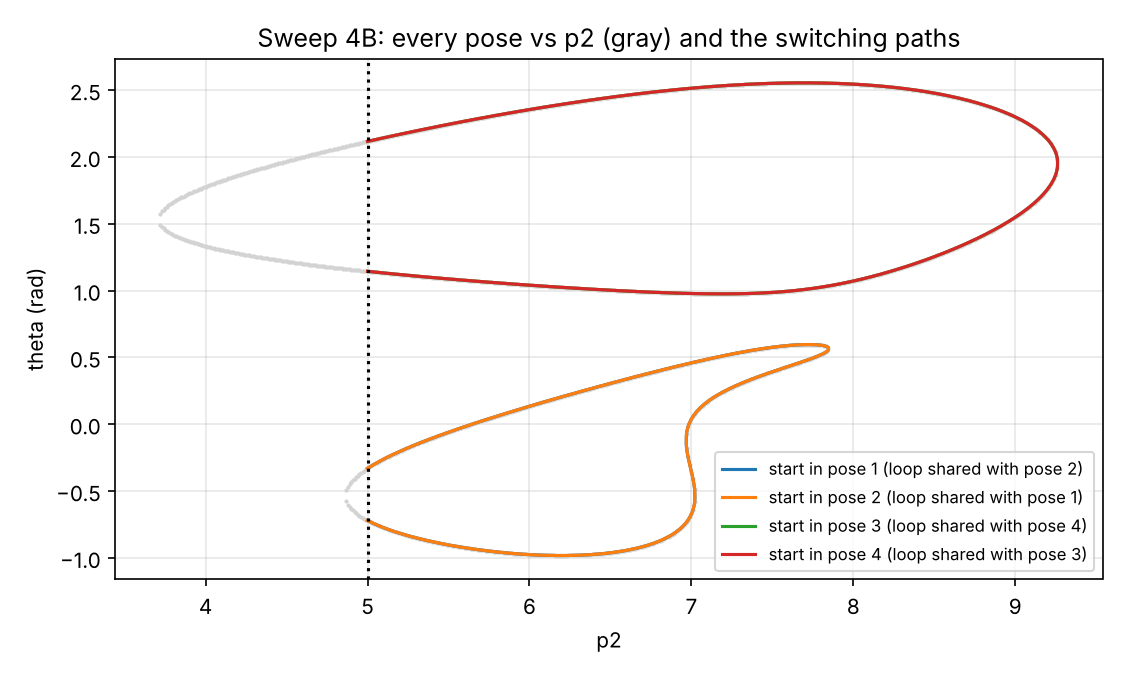 Sweep 4B: every pose vs p2 (gray) and the switching paths
theta (rad)
2.5
2.0
1.5
1.0
0.5
0.0
−0.5
−1.0
start in pose 1 (loop shared with pose 2)
start in pose 2 (loop shared with pose 1)
start in pose 3 (loop shared with pose 4)
start in pose 4 (loop shared with pose 3)
4 5 6 7 8 9
p2